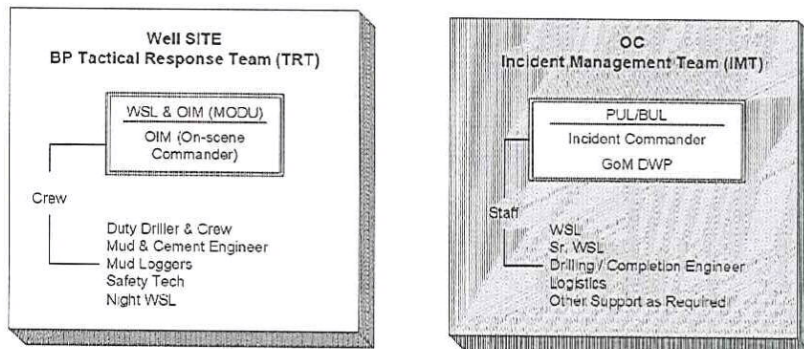 Well SITE
BP Tactical Response Team (TRT)
WSL & OIM (MODU)
OIM (On-scene
Commander)
Crew
Duty Driller & Crew
Mud & Cement Engineer
Mud Loggers
Safety Tech
Night WSL
OC
Incident Management Team (IMT)
PUL/BUL
Incident Commander
GoM DWP
Staff
WSL
Sr. WSL
Drilling / Completion Engineer
Logistics
Other Support as Required